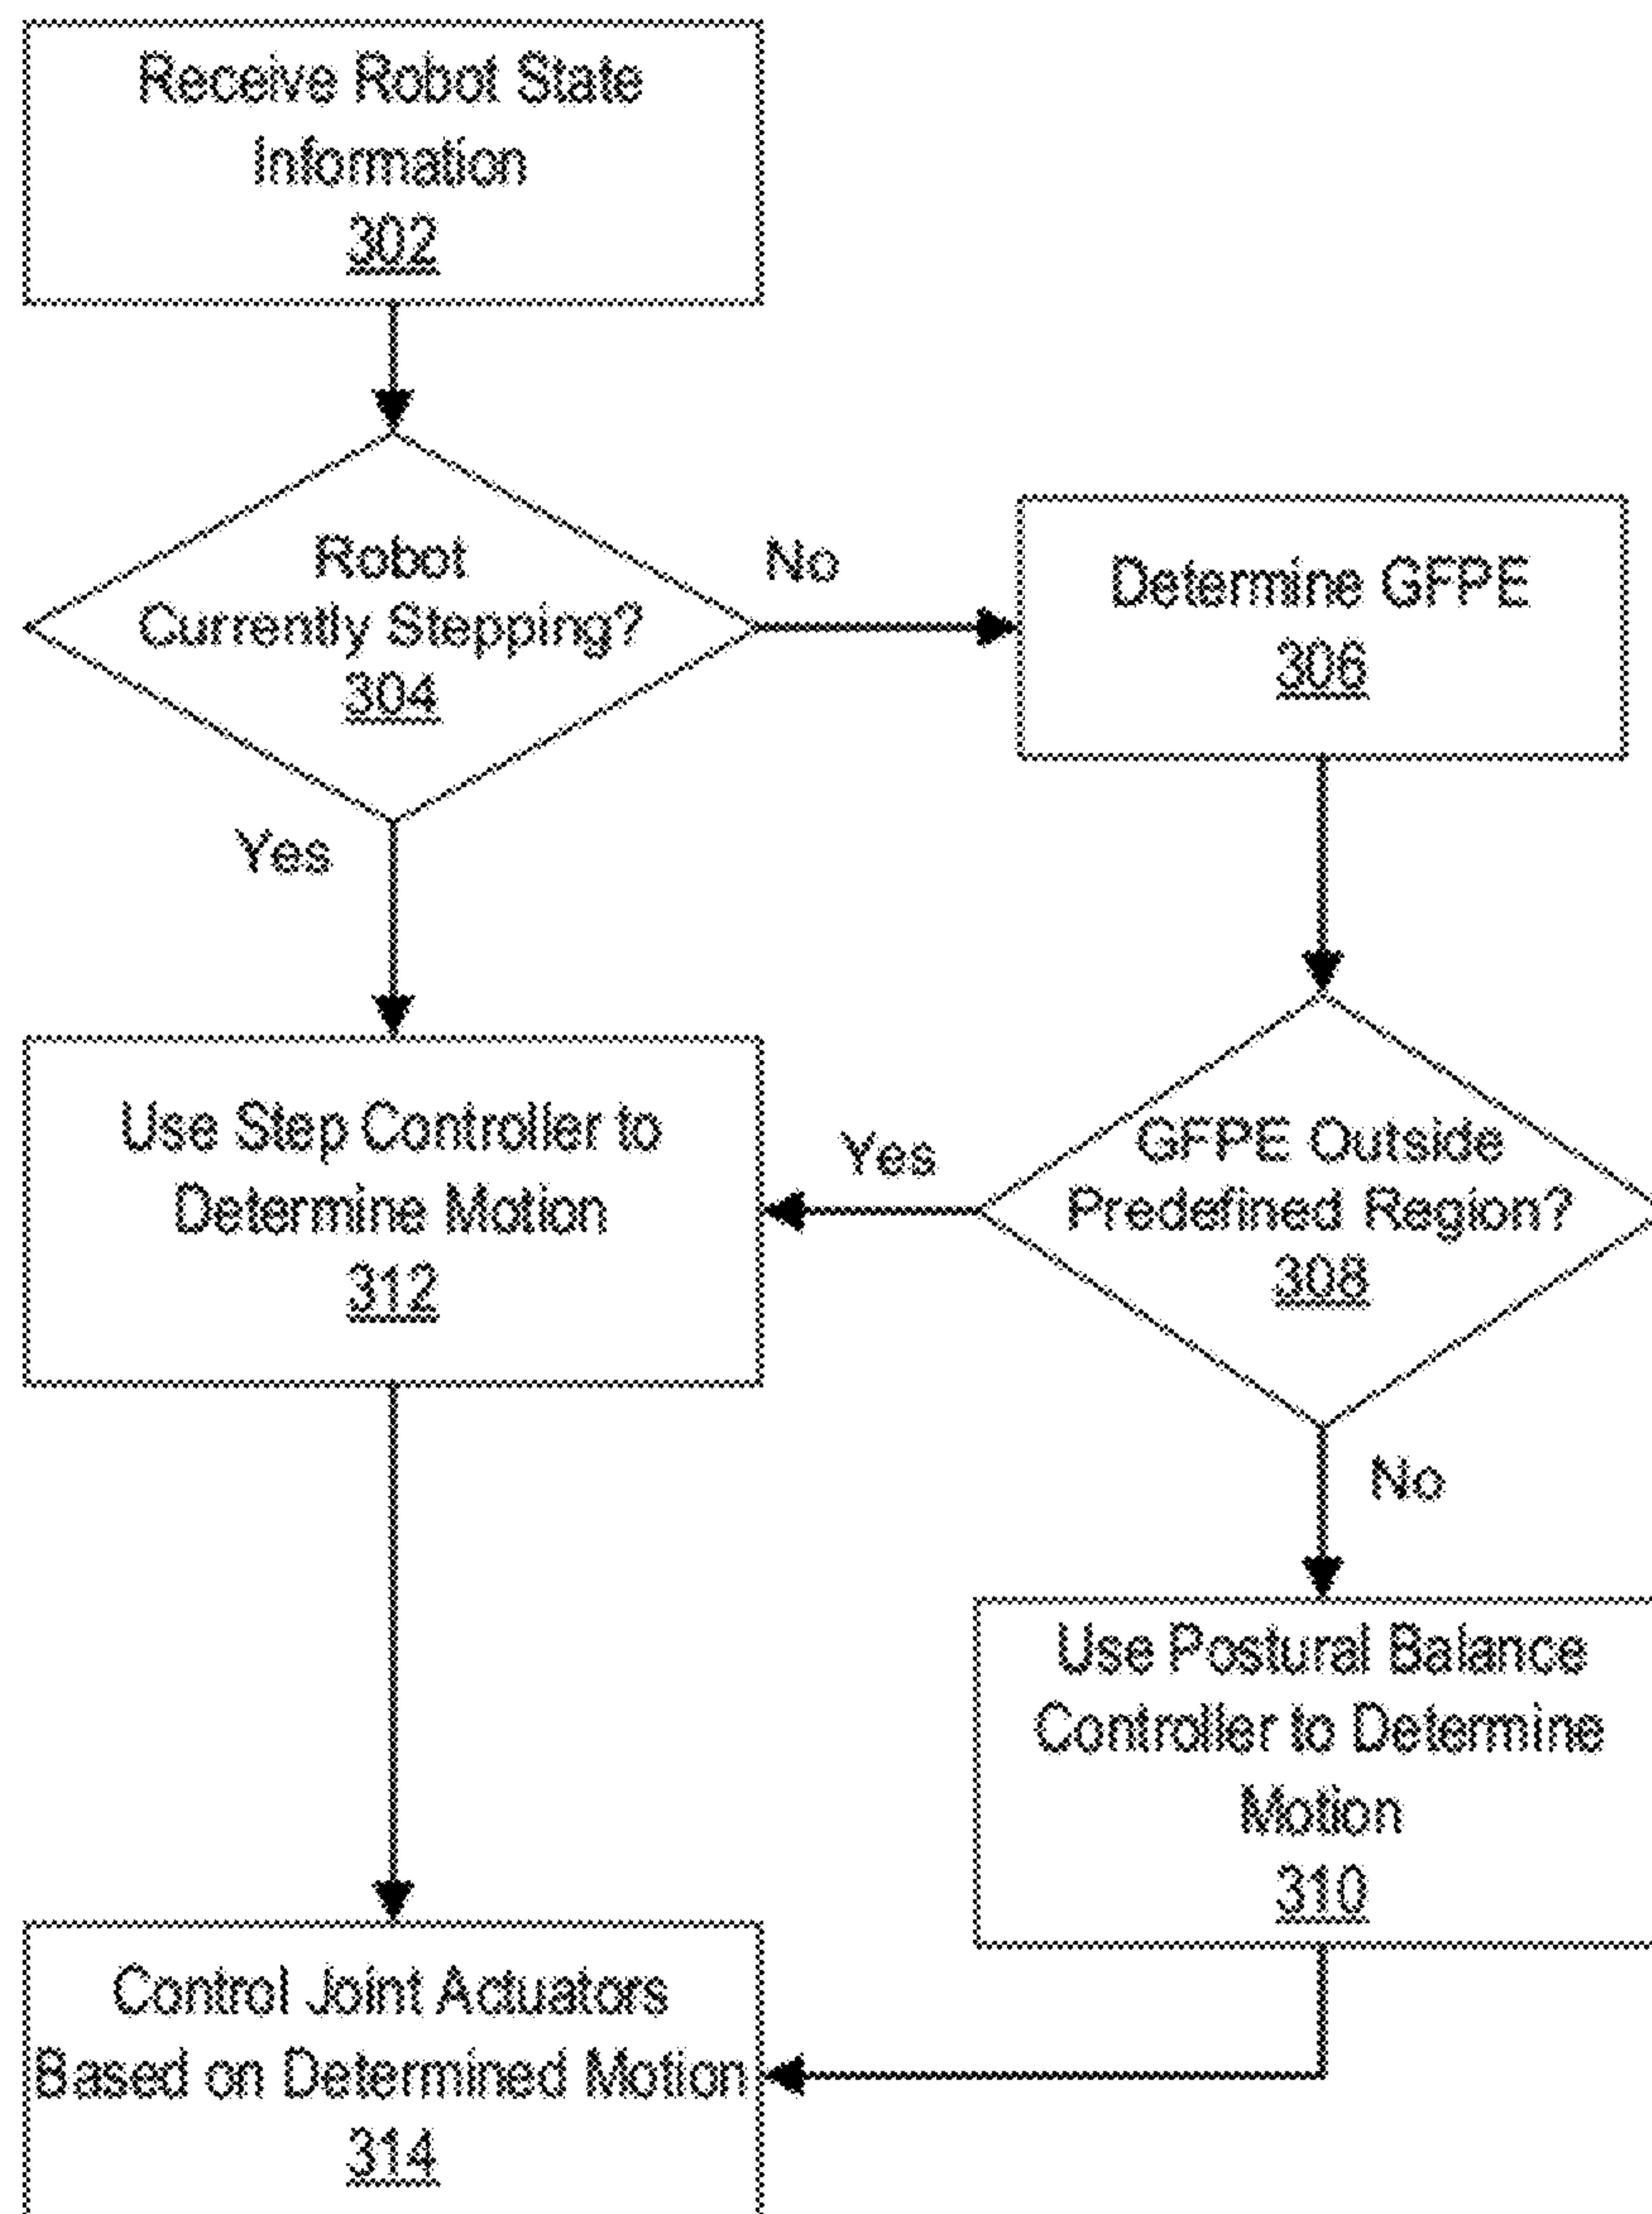 Receive Robot State
Information
302
Robot
Currently Stepping?
304
No
Determine GFPE
306
Yes
Use Step Controller to
Determine Motion
312
Yes
GFPE Outside
Predefined Region?
308
No
Use Postural Balance
Controller to Determine
Motion
310
Control Joint Actuators
Based on Determined Motion
314